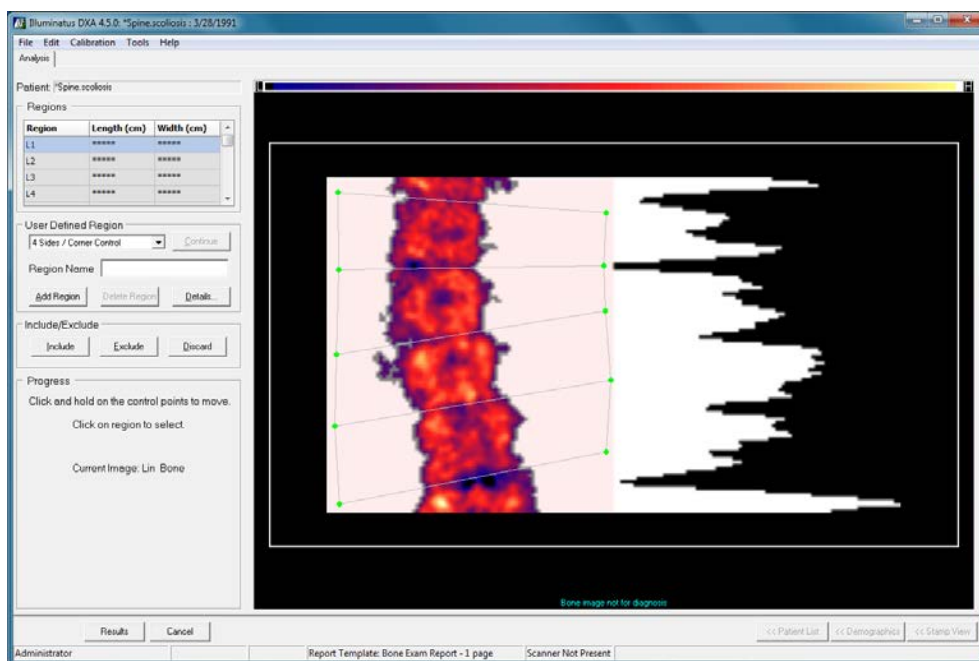 Illuminatus DXA 4.5.0: *Spine.scoliosis : 3/28/1991
File Edit Calibration Tools Help
Analysis
Patient: *Spine.scoliosis
Regions
Region Length (cm) Width (cm)
L1 ***** *****
L2 ***** *****
L3 ***** *****
L4 ***** *****
User Defined Region
4 Sides / Corner Control Continue
Region Name
Add Region Delete Region Details...
Include/Exclude
Include Exclude Discard
Progress
Click and hold on the control points to move.
Click on region to select.
Current Image: Lin Bone
L H
Bone image not for diagnosis
Results Cancel << Patient List << Demographics << Stamp View
Administrator Report Template: Bone Exam Report - 1 page Scanner Not Present